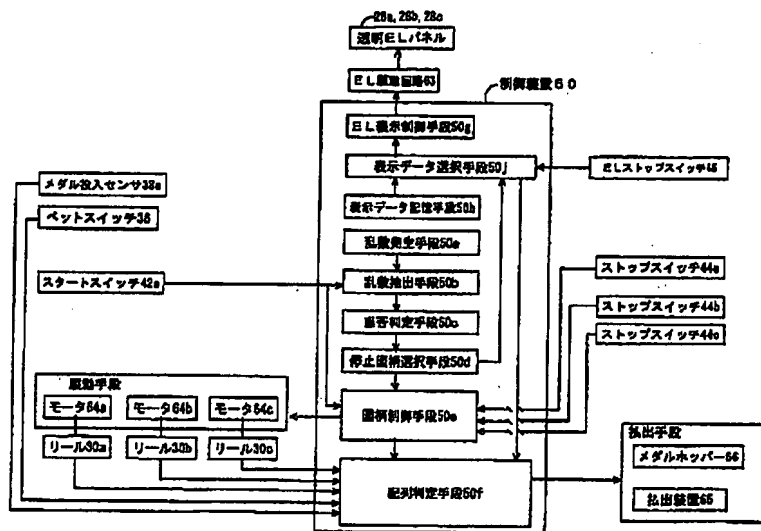 28a, 28b, 28c
透明ELパネル
EL駆動回路63
制御装置60
EL表示制御手段50g
表示データ選択手段50j
ELストップスイッチ45
メダル投入センサ38a
表示データ記憶手段50h
ベットスイッチ36
乱数発生手段50a
スタートスイッチ42a
乱数抽出手段50b
ストップスイッチ44a
当否判定手段50c
ストップスイッチ44b
ストップスイッチ44c
停止図柄選択手段50d
駆動手段
モータ64a
モータ64b
モータ64c
図柄制御手段50e
リール30a
リール30b
リール30c
払出手段
メダルホッパー66
配列判定手段50f
払出装置65